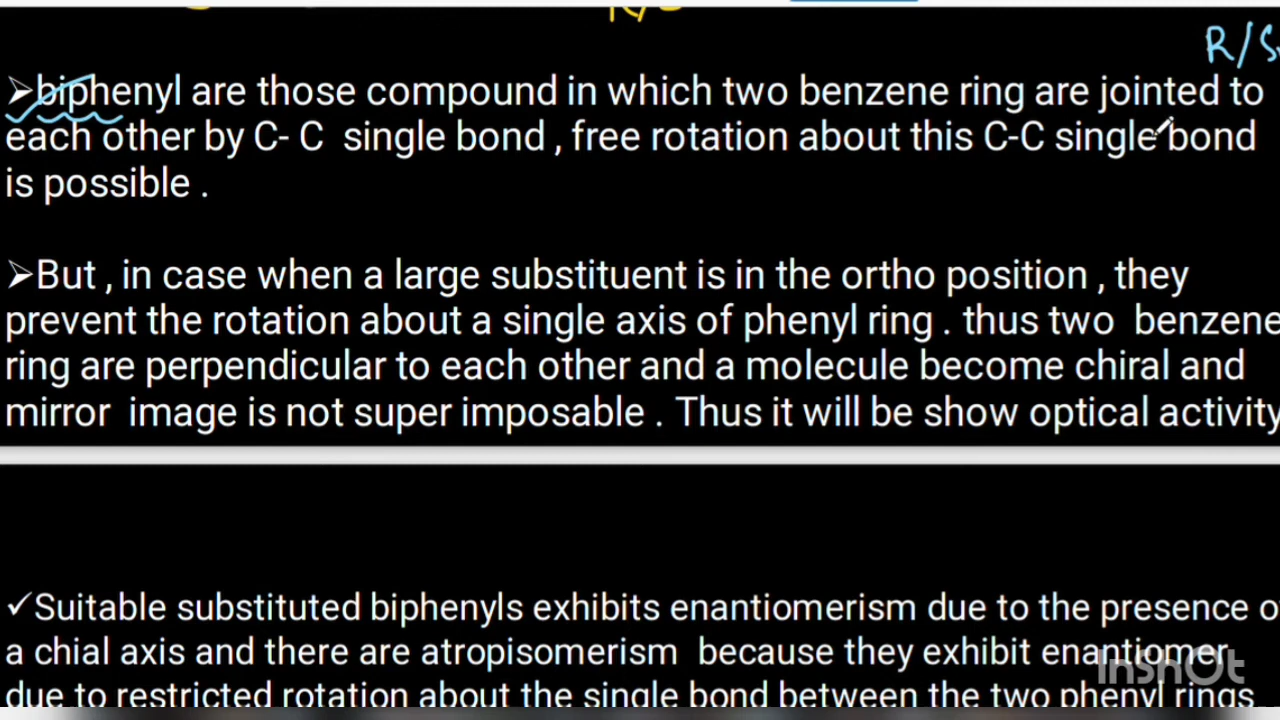 R/S
➢biphenyl are those compound in which two benzene ring are jointed to
each other by C- C single bond , free rotation about this C-C single bond
is possible .
➢But , in case when a large substituent is in the ortho position , they
prevent the rotation about a single axis of phenyl ring . thus two benzene
ring are perpendicular to each other and a molecule become chiral and
mirror image is not super imposable . Thus it will be show optical activity
✓Suitable substituted biphenyls exhibits enantiomerism due to the presence o
a chial axis and there are atropisomerism because they exhibit enantiomer
due to restricted rotation about the single bond between the two phenyl rings
InShOt